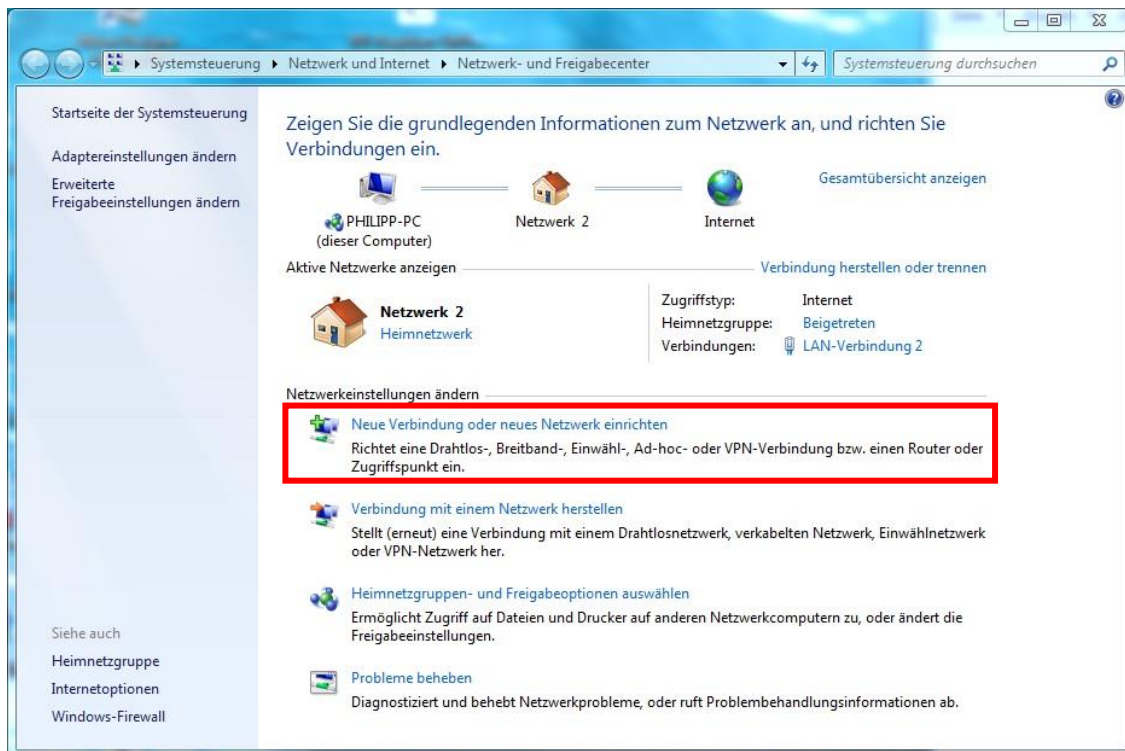 Systemsteuerung ▸ Netzwerk und Internet ▸ Netzwerk- und Freigabecenter
Systemsteuerung durchsuchen
Startseite der Systemsteuerung
Adaptereinstellungen ändern
Erweiterte
Freigabeeinstellungen ändern
Zeigen Sie die grundlegenden Informationen zum Netzwerk an, und richten Sie
Verbindungen ein.
Gesamtübersicht anzeigen
PHILIPP-PC
(dieser Computer)
Netzwerk 2
Internet
Aktive Netzwerke anzeigen
Verbindung herstellen oder trennen
Netzwerk 2
Heimnetzwerk
Zugriffstyp: Internet
Heimnetzgruppe: Beigetreten
Verbindungen: LAN-Verbindung 2
Netzwerkeinstellungen ändern
Neue Verbindung oder neues Netzwerk einrichten
Richtet eine Drahtlos-, Breitband-, Einwähl-, Ad-hoc- oder VPN-Verbindung bzw. einen Router oder
Zugriffspunkt ein.
Verbindung mit einem Netzwerk herstellen
Stellt (erneut) eine Verbindung mit einem Drahtlosnetzwerk, verkabelten Netzwerk, Einwählnetzwerk
oder VPN-Netzwerk her.
Heimnetzgruppen- und Freigabeoptionen auswählen
Ermöglicht Zugriff auf Dateien und Drucker auf anderen Netzwerkcomputern zu, oder ändert die
Freigabeeinstellungen.
Probleme beheben
Diagnostiziert und behebt Netzwerkprobleme, oder ruft Problembehandlungsinformationen ab.
Siehe auch
Heimnetzgruppe
Internetoptionen
Windows-Firewall